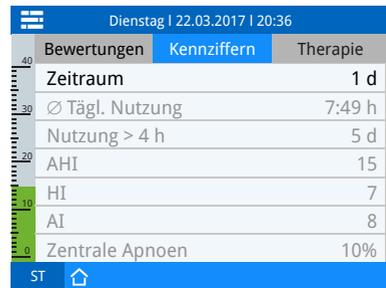 Dienstag I 22.03.2017 I 20:36
Bewertungen Kennziffern Therapie
40
30
20
10
0
Zeitraum 1 d
∅ Tägl. Nutzung 7:49 h
Nutzung > 4 h 5 d
AHI 15
HI 7
AI 8
Zentrale Apnoen 10%
ST